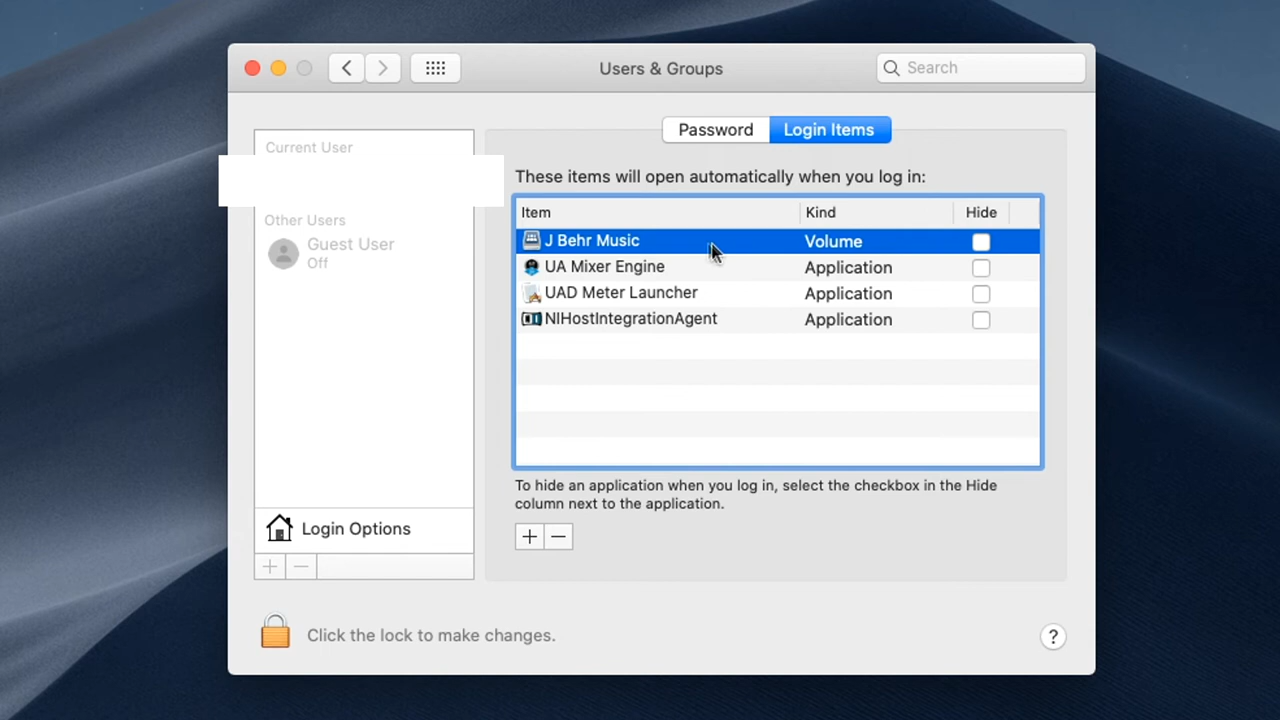 Users & Groups
Search
Password
Login Items
Current User
Other Users
Guest User
Off
Login Options
These items will open automatically when you log in:
Item Kind Hide
J Behr Music Volume
UA Mixer Engine Application
UAD Meter Launcher Application
NIHostIntegrationAgent Application
To hide an application when you log in, select the checkbox in the Hide
column next to the application.
+ −
+ −
Click the lock to make changes.
?